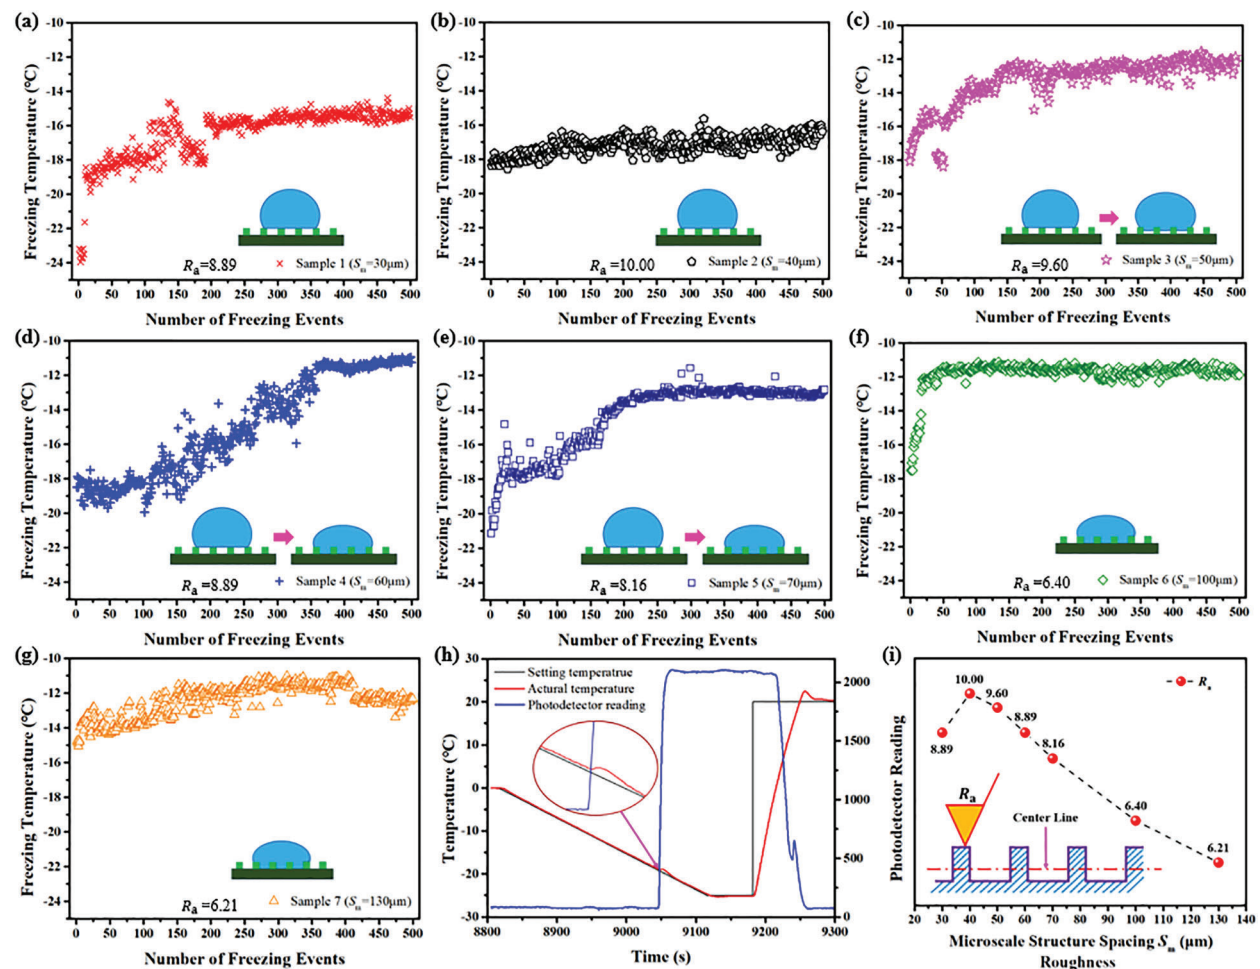 (a)
-10
-12
-14
-16
-18
-20
-22
-24
Freezing Temperature (°C)
Ra=8.89
Sample 1 (Sm=30μm)
0 50 100 150 200 250 300 350 400 450 500
Number of Freezing Events
(b)
-10
-12
-14
-16
-18
-20
-22
-24
Freezing Temperature (°C)
Ra=10.00
Sample 2 (Sm=40μm)
0 50 100 150 200 250 300 350 400 450 500
Number of Freezing Events
(c)
-10
-12
-14
-16
-18
-20
-22
-24
Freezing Temperature (°C)
Ra=9.60
Sample 3 (Sm=50μm)
0 50 100 150 200 250 300 350 400 450 500
Number of Freezing Events
(d)
-10
-12
-14
-16
-18
-20
-22
-24
Freezing Temperature (°C)
Ra=8.89
Sample 4 (Sm=60μm)
0 50 100 150 200 250 300 350 400 450 500
Number of Freezing Events
(e)
-10
-12
-14
-16
-18
-20
-22
-24
Freezing Temperature (°C)
Ra=8.16
Sample 5 (Sm=70μm)
0 50 100 150 200 250 300 350 400 450 500
Number of Freezing Events
(f)
-10
-12
-14
-16
-18
-20
-22
-24
Freezing Temperature (°C)
Ra=6.40
Sample 6 (Sm=100μm)
0 50 100 150 200 250 300 350 400 450 500
Number of Freezing Events
(g)
-10
-12
-14
-16
-18
-20
-22
-24
Freezing Temperature (°C)
Ra=6.21
Sample 7 (Sm=130μm)
0 50 100 150 200 250 300 350 400 450 500
Number of Freezing Events
(h)
30
25
20
15
10
5
0
-5
-10
-15
-20
-25
-30
Temperature (°C)
Setting temperatrue
Actural temperature
Photodetector reading
2000
1500
1000
500
0
8800 8900 9000 9100 9200 9300
Time (s)
(i)
Photodetector Reading
Ra
10.00
9.60
8.89
8.89
8.16
6.40
6.21
Ra
Center Line
20 30 40 50 60 70 80 90 100 110 120 130 140
Microscale Structure Spacing Sm (μm)
Roughness